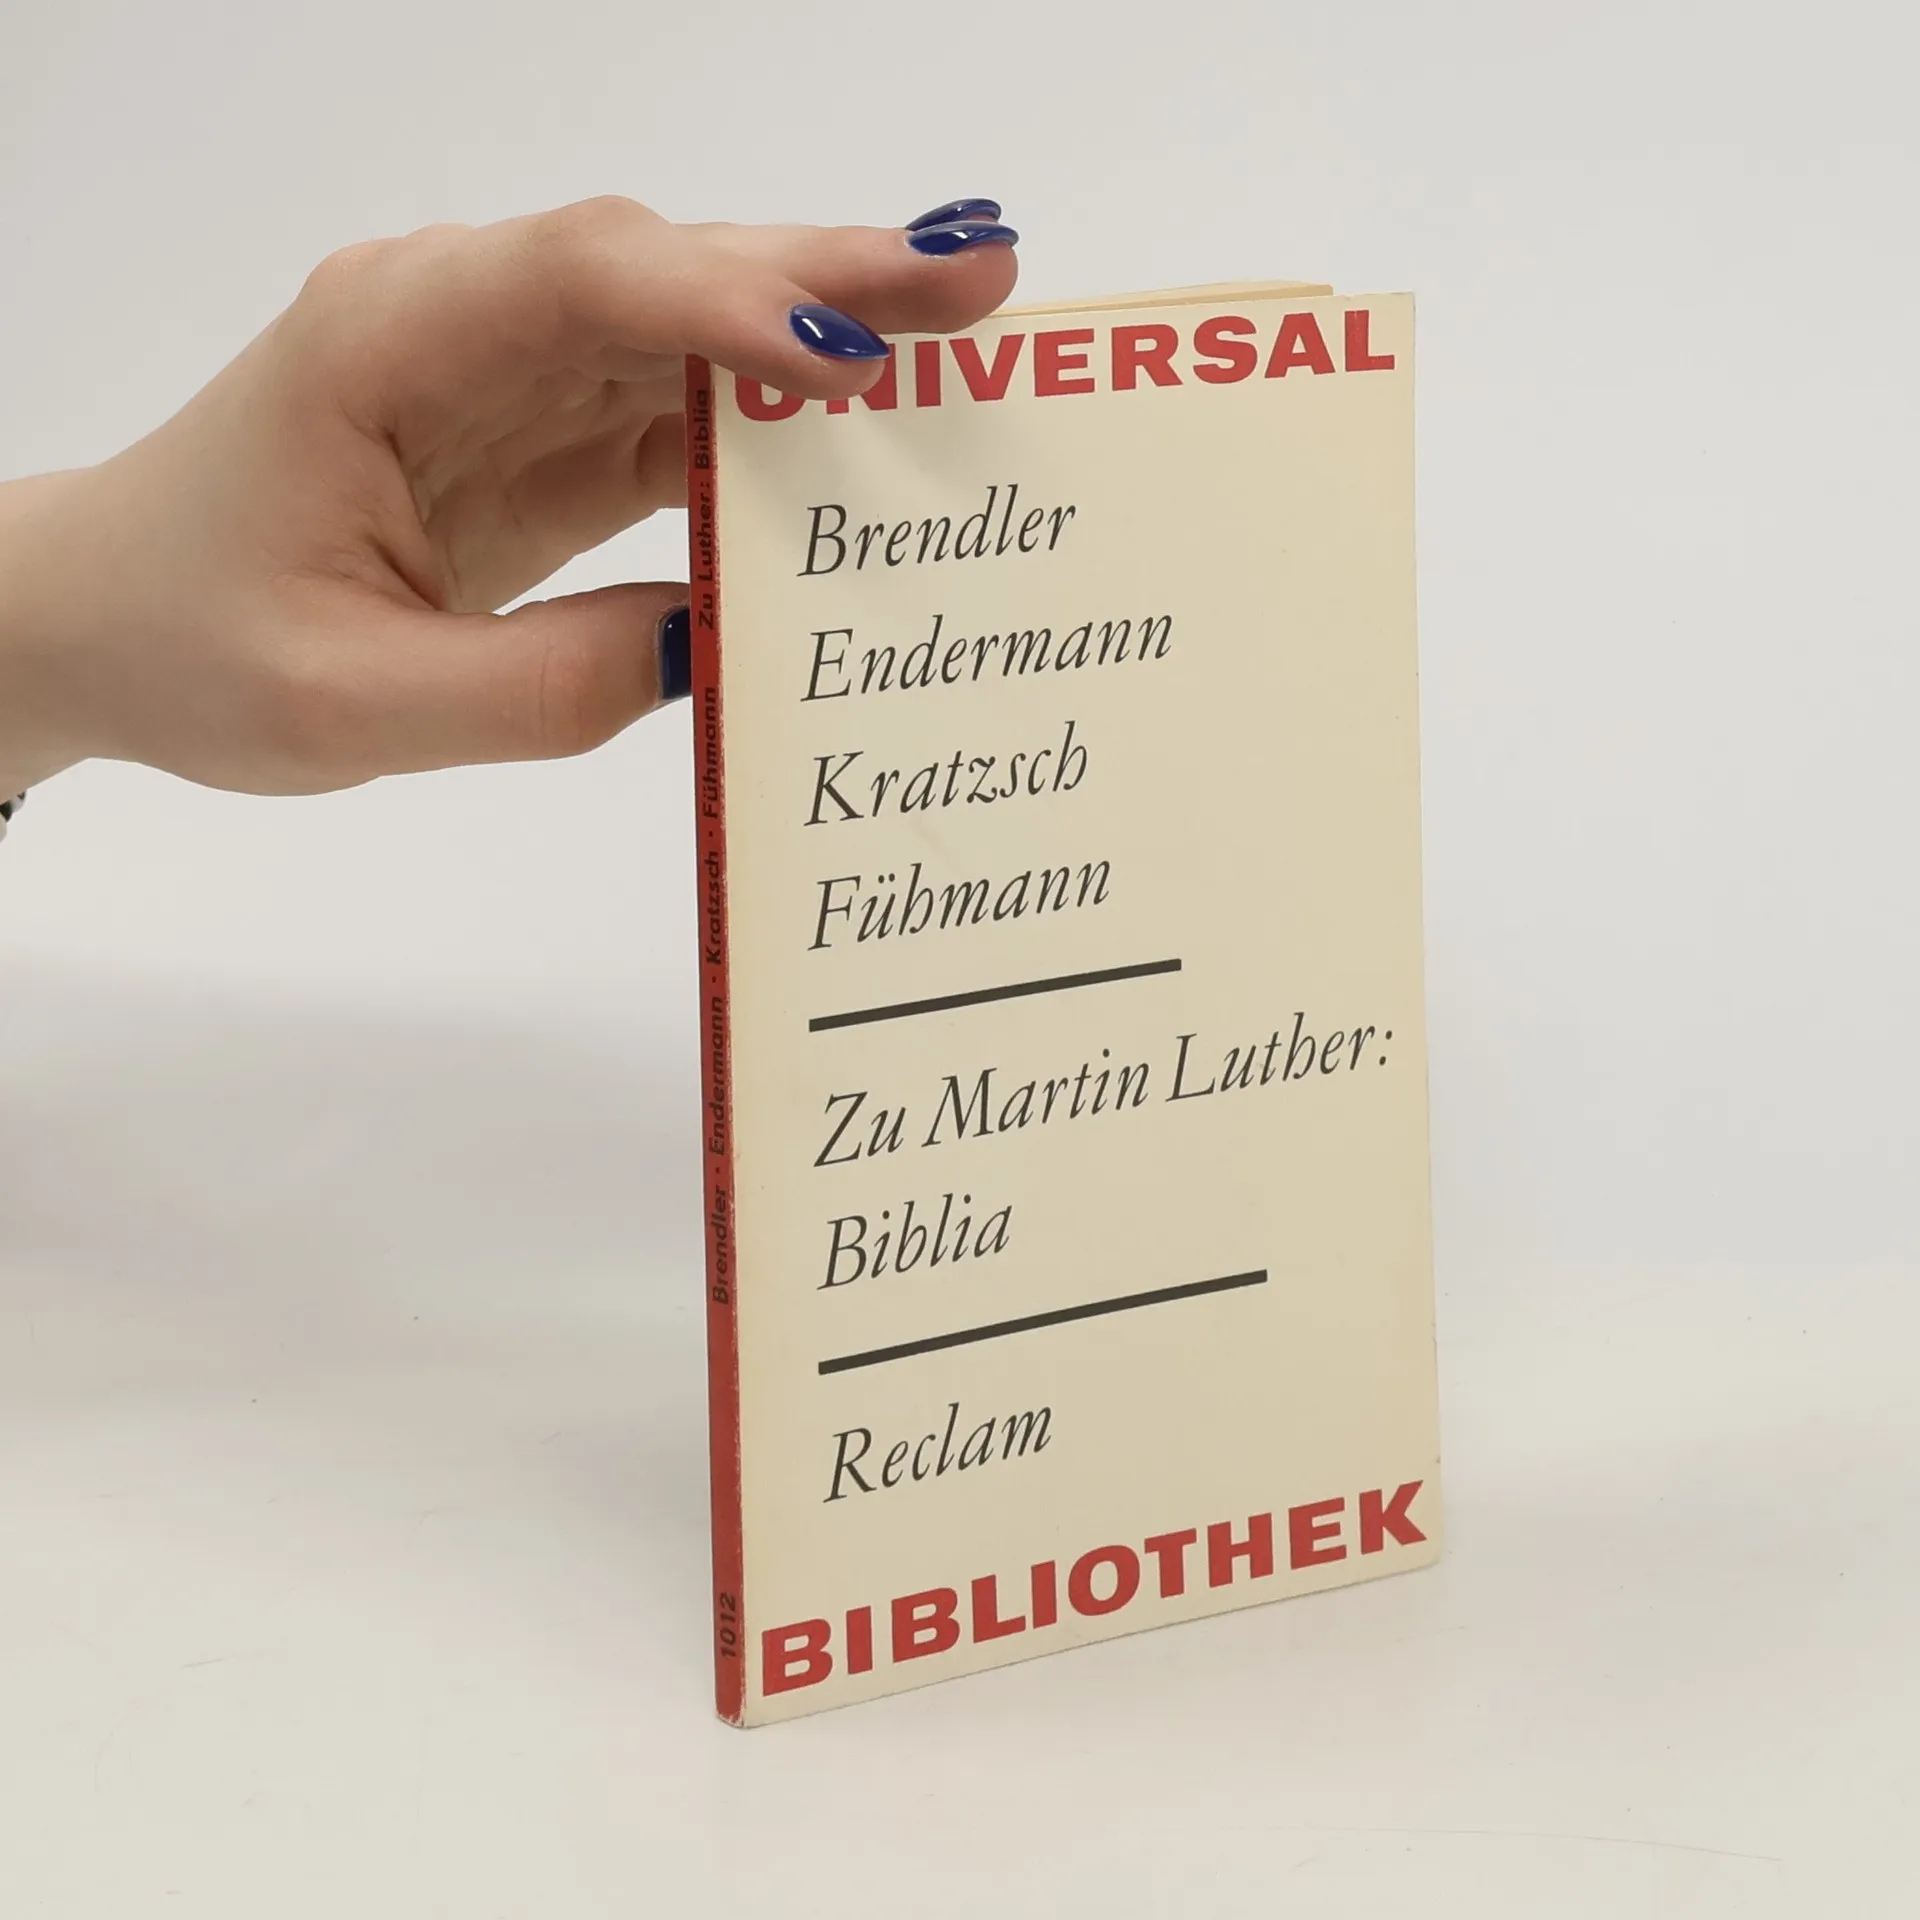 UNIVERSAL
Brendler
Endermann
Kratzsch
Fühmann
Zu Martin Luther:
Biblia
Reclam
BIBLIOTHEK
Brendler · Endermann · Kratzsch · Fühmann Zu Luther: Biblia
1012